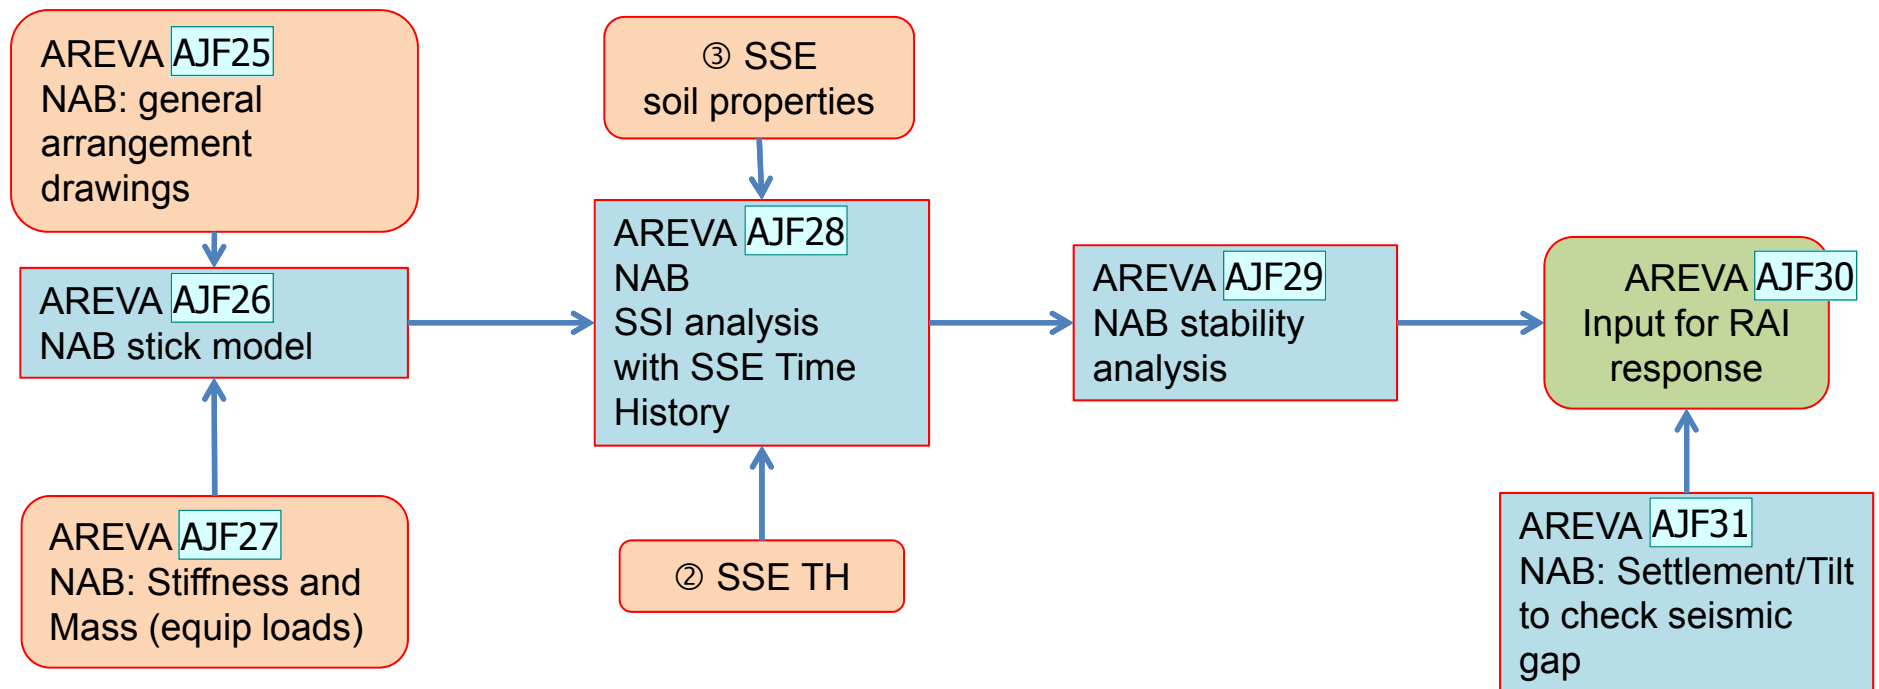 AREVA AJF25
NAB: general
arrangement
drawings
③ SSE
soil properties
AREVA AJF26
NAB stick model
AREVA AJF28
NAB
SSI analysis
with SSE Time
History
AREVA AJF29
NAB stability
analysis
AREVA AJF30
Input for RAI
response
AREVA AJF27
NAB: Stiffness and
Mass (equip loads)
② SSE TH
AREVA AJF31
NAB: Settlement/Tilt
to check seismic
gap